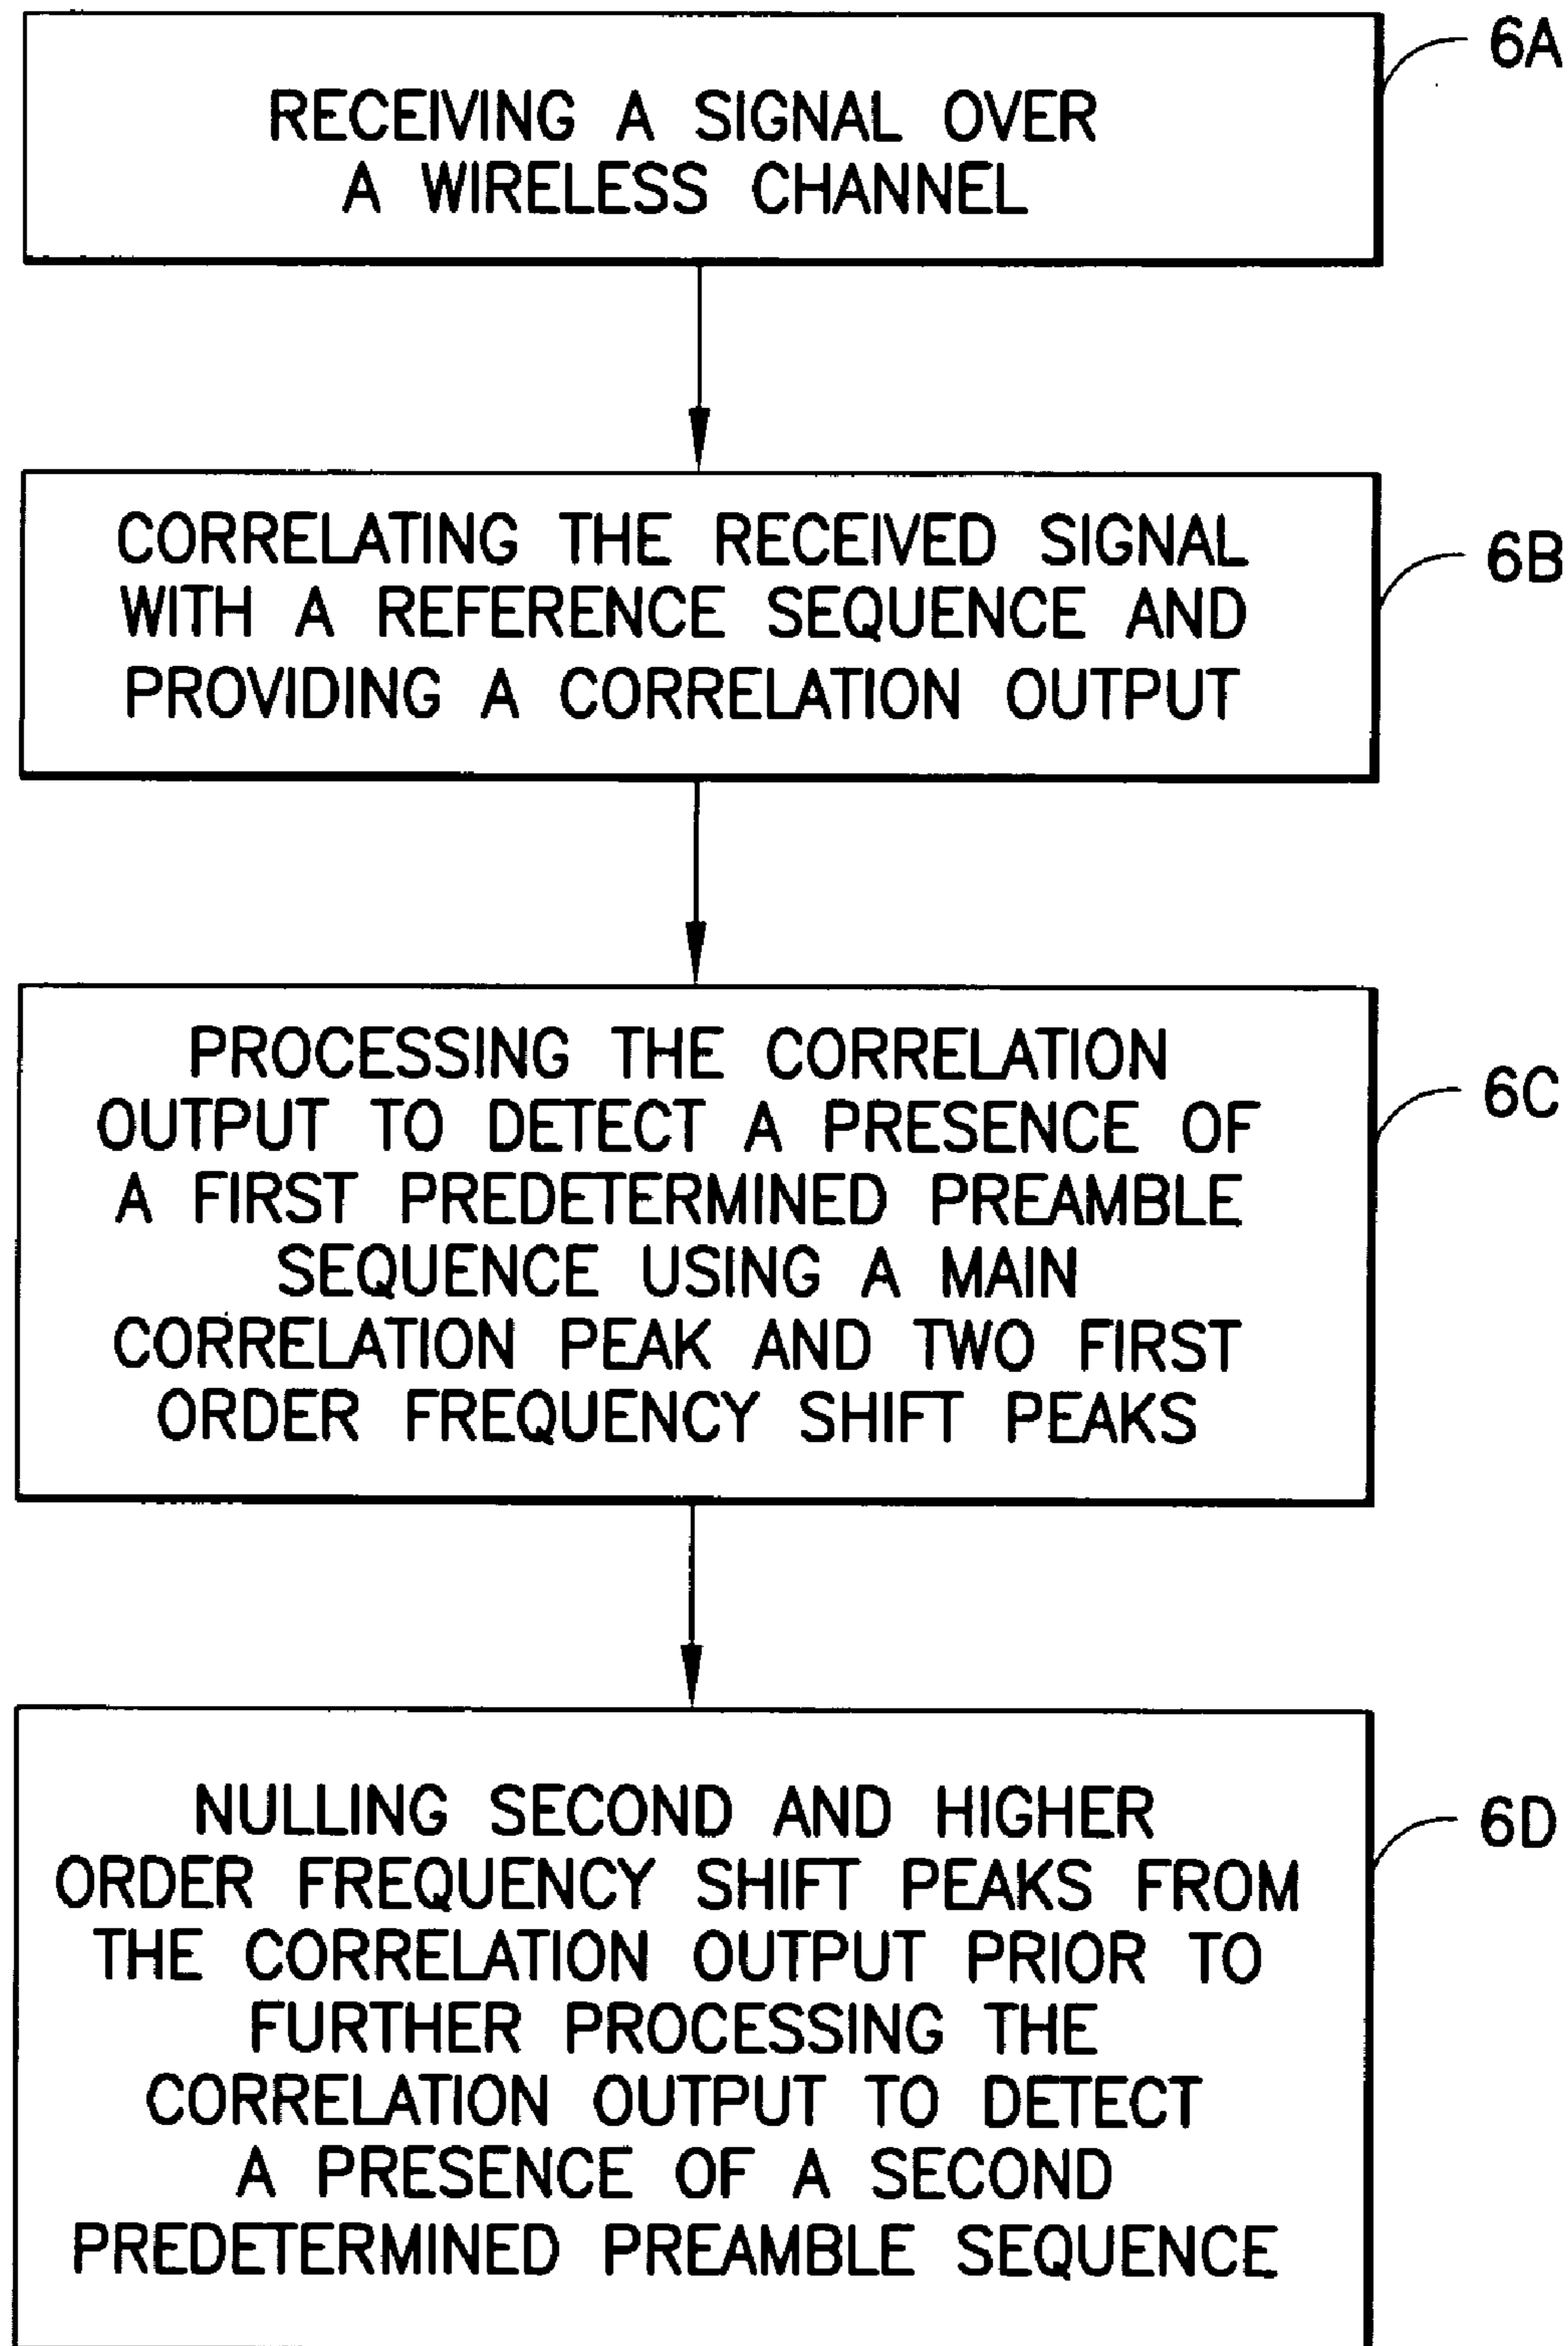 6A
RECEIVING A SIGNAL OVER
A WIRELESS CHANNEL
6B
CORRELATING THE RECEIVED SIGNAL
WITH A REFERENCE SEQUENCE AND
PROVIDING A CORRELATION OUTPUT
6C
PROCESSING THE CORRELATION
OUTPUT TO DETECT A PRESENCE OF
A FIRST PREDETERMINED PREAMBLE
SEQUENCE USING A MAIN
CORRELATION PEAK AND TWO FIRST
ORDER FREQUENCY SHIFT PEAKS
6D
NULLING SECOND AND HIGHER
ORDER FREQUENCY SHIFT PEAKS FROM
THE CORRELATION OUTPUT PRIOR TO
FURTHER PROCESSING THE
CORRELATION OUTPUT TO DETECT
A PRESENCE OF A SECOND
PREDETERMINED PREAMBLE SEQUENCE